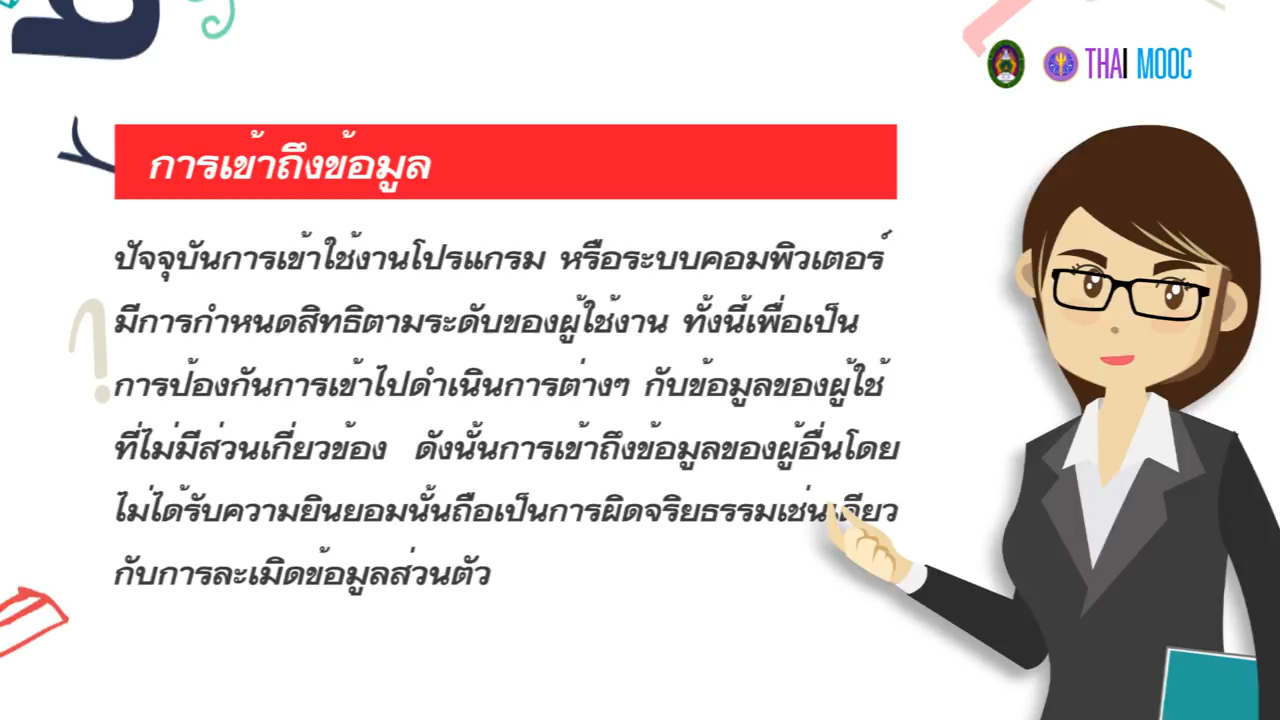 THAI MOOC
การเข้าถึงข้อมูล
ปัจจุบันการเข้าใช้งานโปรแกรม หรือระบบคอมพิวเตอร์
มีการกำหนดสิทธิตามระดับของผู้ใช้งาน ทั้งนี้เพื่อเป็น
การป้องกันการเข้าไปดำเนินการต่างๆ กับข้อมูลของผู้ใช้
ที่ไม่มีส่วนเกี่ยวข้อง ดังนั้นการเข้าถึงข้อมูลของผู้อื่นโดย
ไม่ได้รับความยินยอมนั้นถือเป็นการผิดจริยธรรมเช่นเดียว
กับการละเมิดข้อมูลส่วนตัว